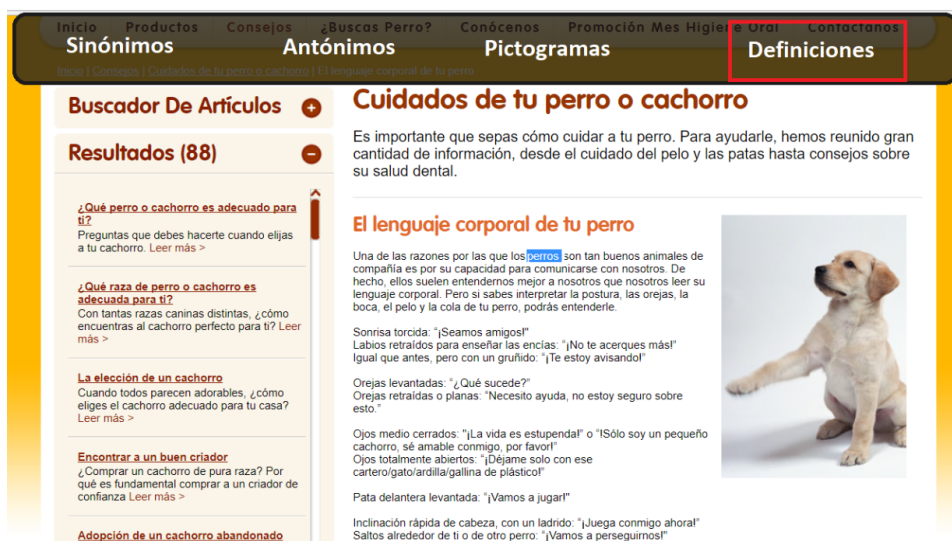 Inicio Productos Consejos ¿Buscas Perro? Conócenos Promoción Mes Higiene Oral Contáctanos
Sinónimos Antónimos Pictogramas Definiciones
Inicio | Consejos | Cuidados de tu perro o cachorro | El lenguaje corporal de tu perro
Buscador De Artículos
Resultados (88)
¿Qué perro o cachorro es adecuado para
ti?
Preguntas que debes hacerte cuando elijas
a tu cachorro. Leer más >
¿Qué raza de perro o cachorro es
adecuada para ti?
Con tantas razas caninas distintas, ¿cómo
encuentras al cachorro perfecto para ti? Leer
más >
La elección de un cachorro
Cuando todos parecen adorables, ¿cómo
eliges el cachorro adecuado para tu casa?
Leer más >
Encontrar a un buen criador
¿Comprar un cachorro de pura raza? Por
qué es fundamental comprar a un criador de
confianza Leer más >
Adopción de un cachorro abandonado
Cuidados de tu perro o cachorro
Es importante que sepas cómo cuidar a tu perro. Para ayudarle, hemos reunido gran
cantidad de información, desde el cuidado del pelo y las patas hasta consejos sobre
su salud dental.
El lenguaje corporal de tu perro
Una de las razones por las que los perros son tan buenos animales de
compañía es por su capacidad para comunicarse con nosotros. De
hecho, ellos suelen entendernos mejor a nosotros que nosotros leer su
lenguaje corporal. Pero si sabes interpretar la postura, las orejas, la
boca, el pelo y la cola de tu perro, podrás entenderle.
Sonrisa torcida: “¡Seamos amigos!"
Labios retraídos para enseñar las encías: “¡No te acerques más!”
Igual que antes, pero con un gruñido: “¡Te estoy avisando!”
Orejas levantadas: “¿Qué sucede?”
Orejas retraídas o planas: “Necesito ayuda, no estoy seguro sobre
esto.”
Ojos medio cerrados: "¡La vida es estupenda!” o “!Sólo soy un pequeño
cachorro, sé amable conmigo, por favor!”
Ojos totalmente abiertos: “¡Déjame solo con ese
cartero/gato/ardilla/gallina de plástico!”
Pata delantera levantada: “¡Vamos a jugar!"
Inclinación rápida de cabeza, con un ladrido: “¡Juega conmigo ahora!”
Saltos alrededor de ti o de otro perro: “¡Vamos a perseguirnos!”